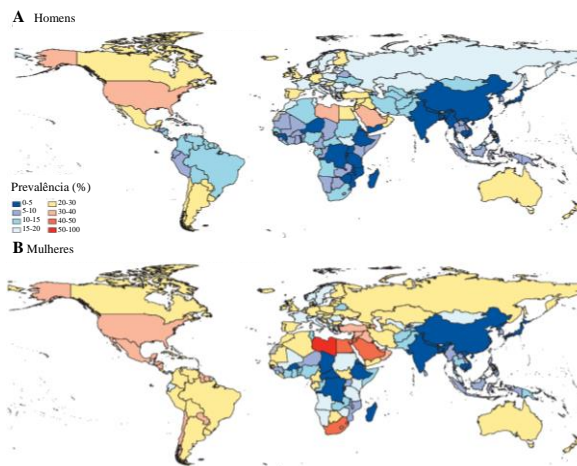 A Homens
Prevalência (%)
0-5 20-30
5-10 30-40
10-15 40-50
15-20 50-100
B Mulheres